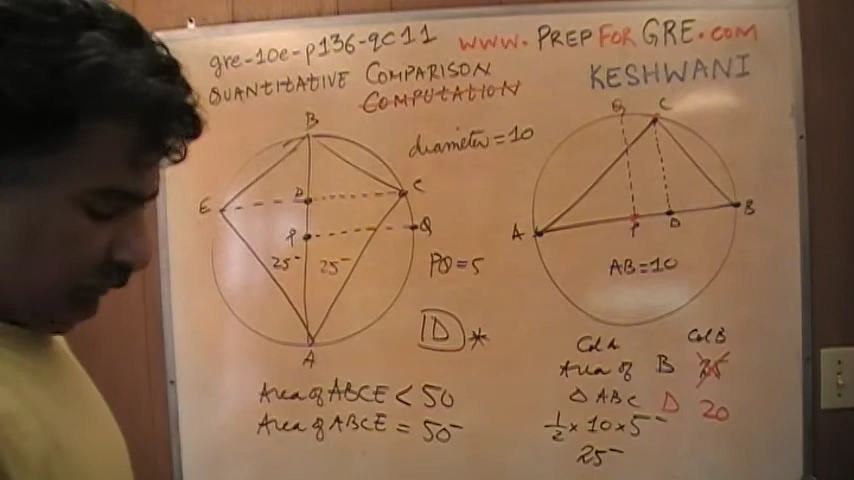 gre-10e-p136-qc11
www.PREPFORGRE.com
QUANTITATIVE COMPARISON
COMPUTATION
KESHWANI
diameter=10
B
E
D
C
P
Q
25
25
A
PQ=5
D *
Area of ABCE < 50
Area of ABCE = 50
Q
C
A
P
D
B
AB=10
Col A
Col B
Area of
B
25
Δ ABC
D
20
1/2 × 10 × 5
25